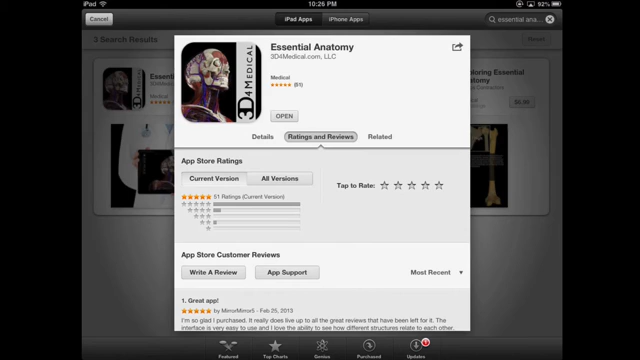 iPad
10:26 PM
92%
Cancel
iPad Apps
iPhone Apps
essential ana...
3 Search Results
Essential Anatomy
3D4Medical.com, LLC
3D4MEDICAL
Medical
(51)
OPEN
Details
Ratings and Reviews
Related
App Store Ratings
Current Version
All Versions
Tap to Rate:
51 Ratings (Current Version)
App Store Customer Reviews
Write A Review
App Support
Most Recent
1. Great app!
by MirrorMirror5 - Feb 25, 2013
I'm so glad I purchased. It really does live up to all the great reviews that have been left for it. The
interface is very easy to use and I love the ability to see how different structures relate to each other.
Featured
Top Charts
Genius
Purchased
Updates